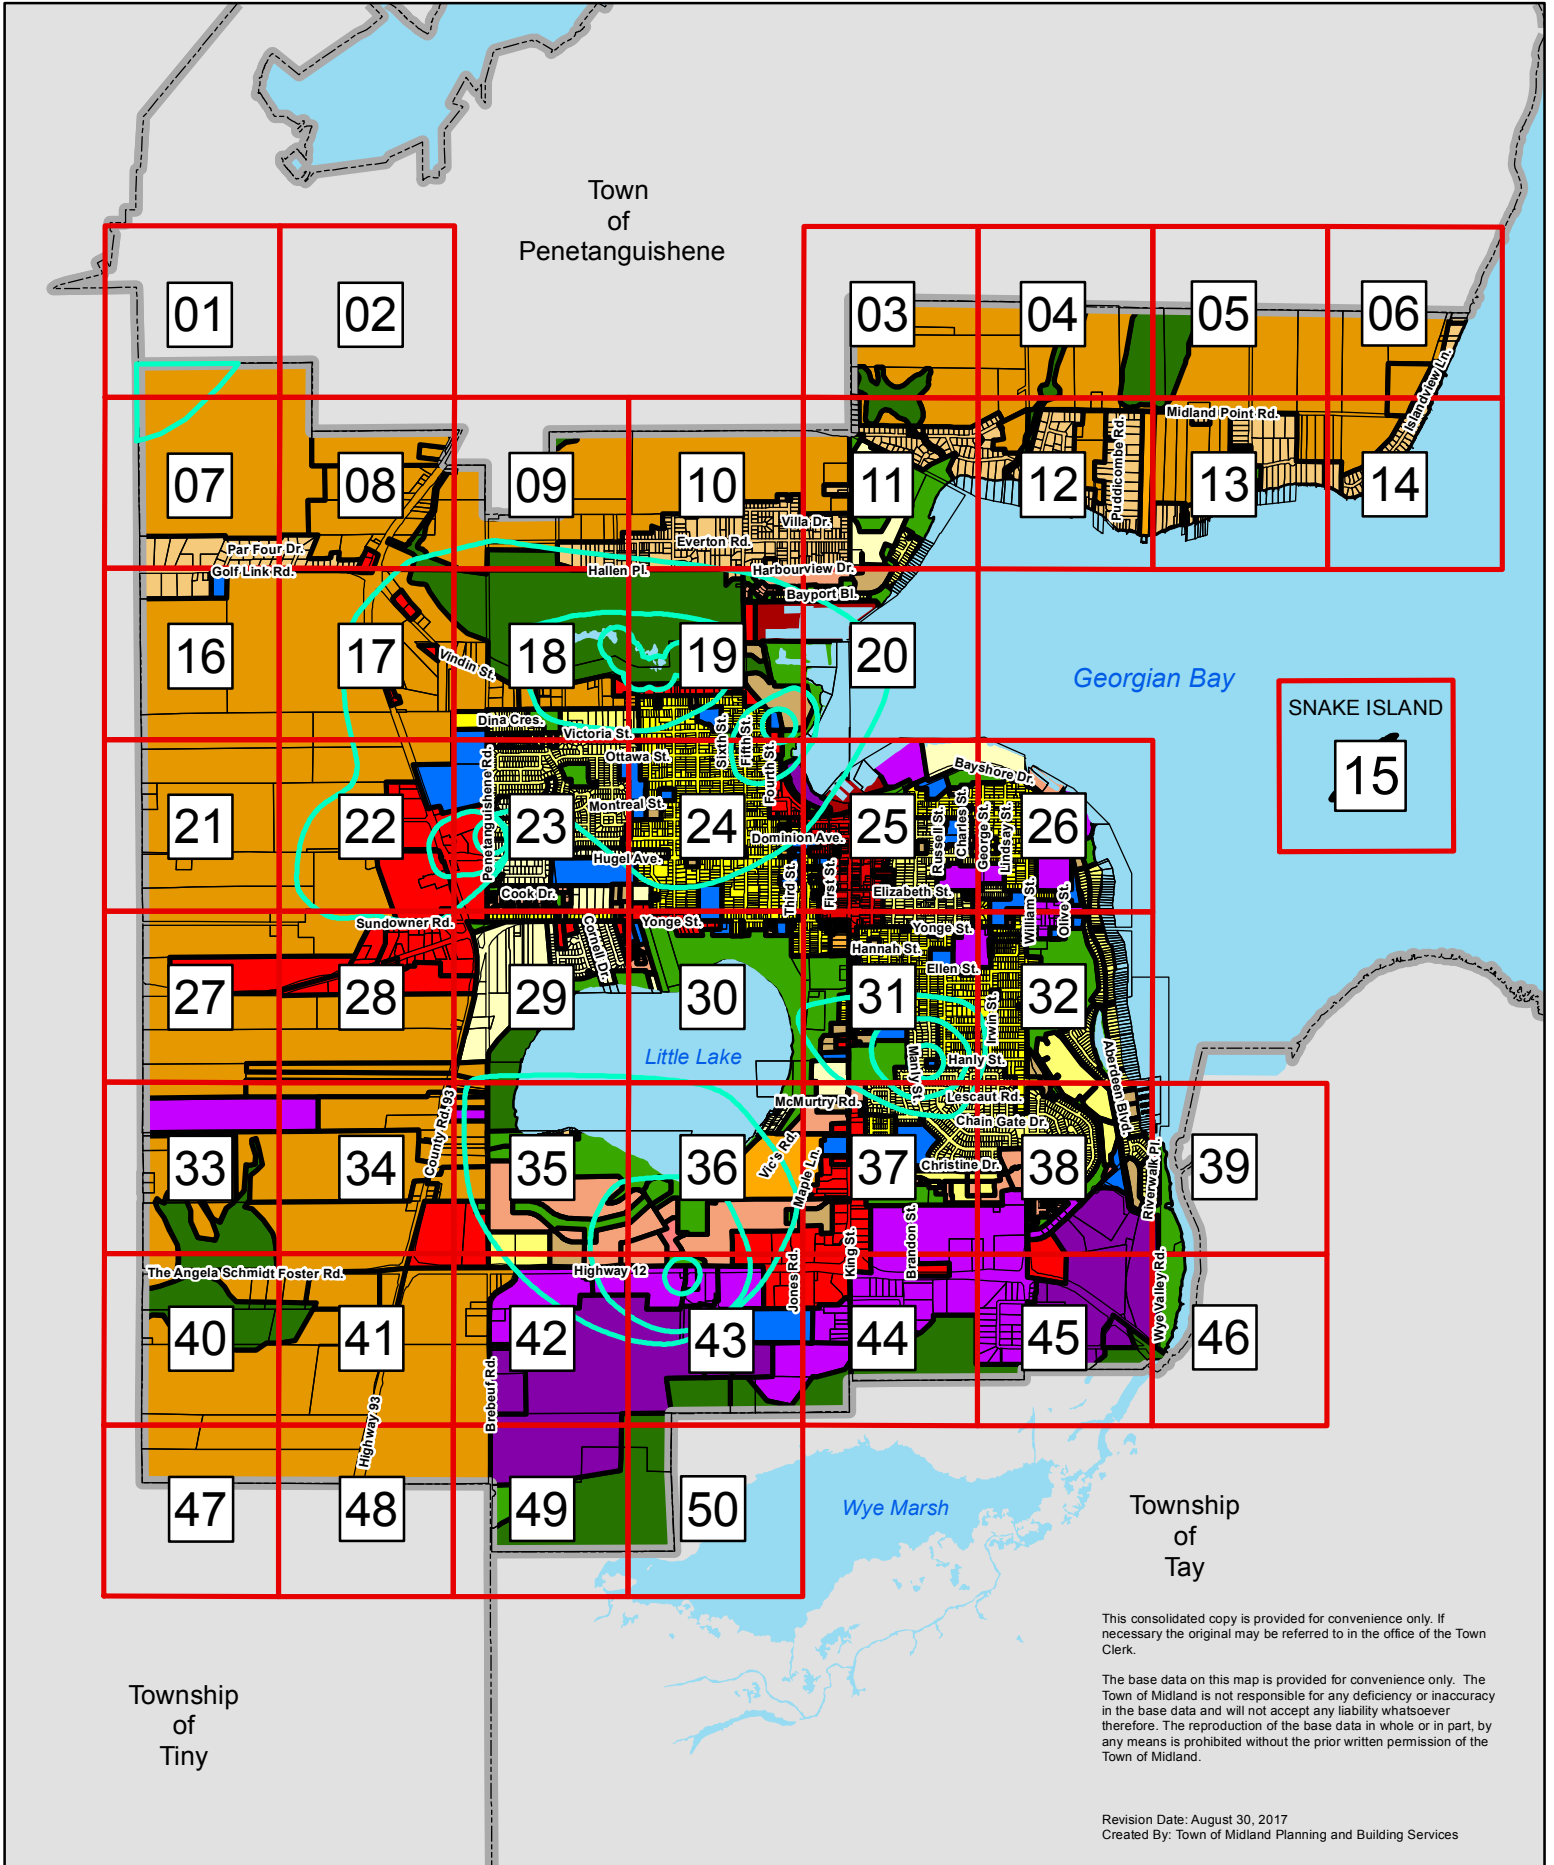 Town
of
Penetanguishene
01
02
03
04
05
06
Islandview Ln.
Midland Point Rd.
Puddicombe Rd.
07
08
09
10
11
12
13
14
Villa Dr.
Everton Rd.
Par Four Dr.
Golf Link Rd.
Hallen Pl.
Harbourview Dr.
Bayport Bl.
16
17
18
19
20
Vindin St.
Georgian Bay
SNAKE ISLAND
15
Dina Cres.
Victoria St.
Sixth St.
Fifth St.
Fourth St.
Ottawa St.
Penetanguishene Rd.
Bayshore Dr.
Montreal St.
21
22
23
24
25
26
Russell St.
Charles St.
George St.
Lindsay St.
Dominion Ave.
Hugel Ave.
Third St.
First St.
Cook Dr.
Elizabeth St.
William St.
Olive St.
Sundowner Rd.
Cornell Dr.
Yonge St.
Yonge St.
Hannah St.
Ellen St.
27
28
29
30
31
32
Irwin St.
Little Lake
Manly St.
Hanly St.
Aberdeen Blvd.
McMurtry Rd.
Lescaut Rd.
Chain Gate Dr.
County Rd. 93
Vic's Rd.
Maple Ln.
33
34
35
36
37
38
39
Christine Dr.
Riverwalk Pl.
King St.
Brandon St.
The Angela Schmidt Foster Rd.
Highway 12
Jones Rd.
Wye Valley Rd.
40
41
42
43
44
45
46
Brebeuf Rd.
Highway 93
47
48
49
50
Wye Marsh
Township
of
Tay
This consolidated copy is provided for convenience only. If
necessary the original may be referred to in the office of the Town
Clerk.
The base data on this map is provided for convenience only. The
Town of Midland is not responsible for any deficiency or inaccuracy
in the base data and will not accept any liability whatsoever
therefore. The reproduction of the base data in whole or in part, by
any means is prohibited without the prior written permission of the
Town of Midland.
Township
of
Tiny
Revision Date: August 30, 2017
Created By: Town of Midland Planning and Building Services